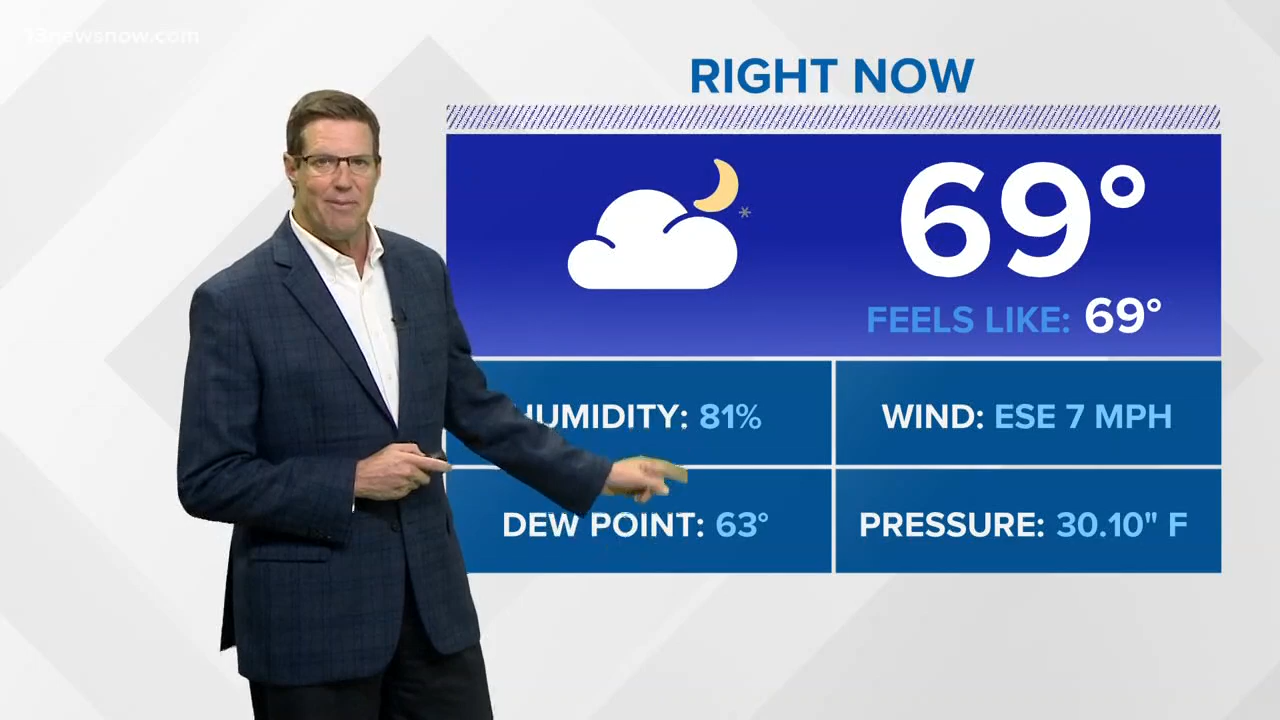 13newsnow.com
RIGHT NOW
69°
FEELS LIKE: 69°
HUMIDITY: 81%
WIND: ESE 7 MPH
DEW POINT: 63°
PRESSURE: 30.10" F